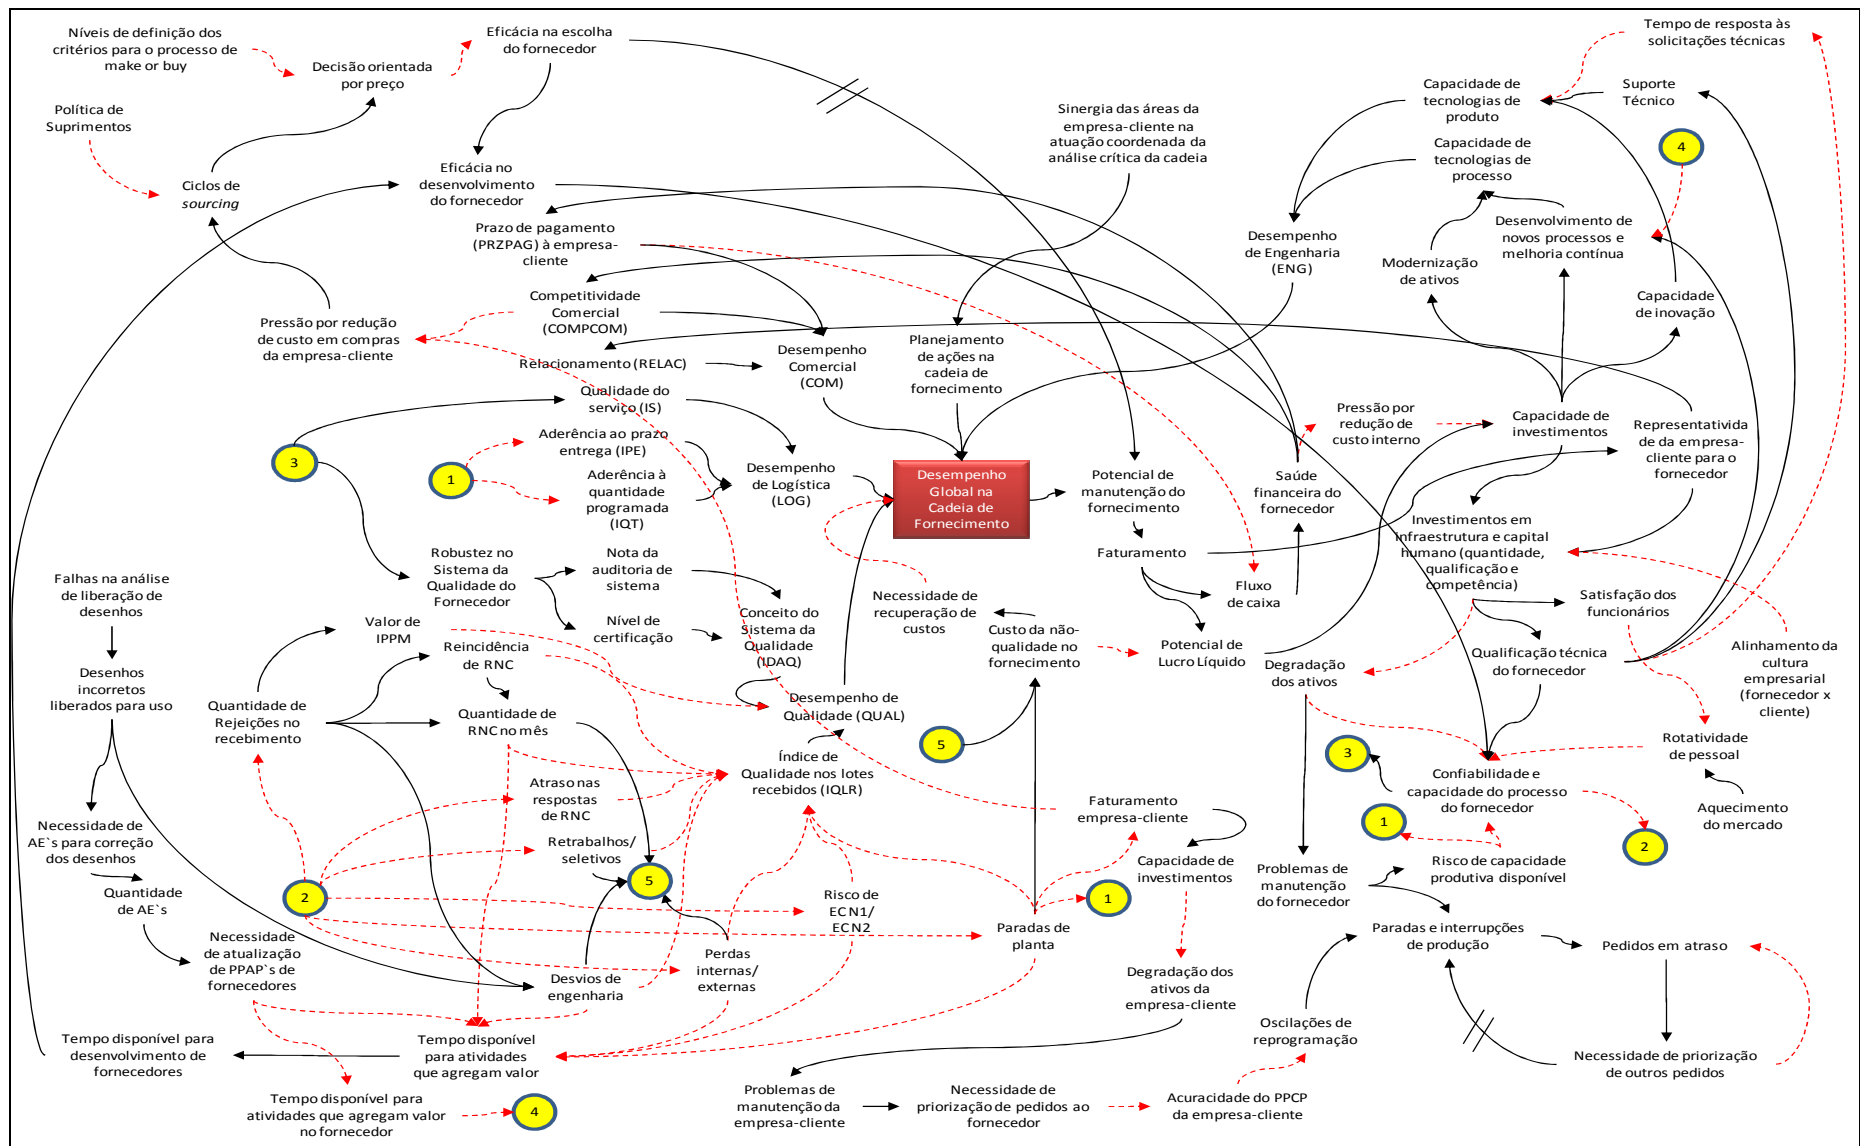 Níveis de definição dos
critérios para o processo de
make or buy
Decisão orientada
por preço
Eficácia na escolha
do fornecedor
Tempo de resposta às
solicitações técnicas
Política de
Suprimentos
Capacidade de
tecnologias de
produto
Suporte
Técnico
Sinergia das áreas da
empresa-cliente na
atuação coordenada da
análise crítica da cadeia
Capacidade de
tecnologias de
processo
4
Ciclos de
sourcing
Eficácia no
desenvolvimento
do fornecedor
Prazo de pagamento
(PRZPAG) à empresa-
cliente
Desempenho
de Engenharia
(ENG)
Desenvolvimento de
novos processos e
melhoria contínua
Modernização
de ativos
Capacidade
de inovação
Competitividade
Comercial
(COMPCOM)
Pressão por redução
de custo em compras
da empresa-cliente
Relacionamento (RELAC)
Desempenho
Comercial
(COM)
Planejamento
de ações na
cadeia de
fornecimento
Qualidade do
serviço (IS)
Pressão por
redução de
custo interno
Capacidade de
investimentos
Representativida
de da empresa-
cliente para o
fornecedor
3
1
Aderência ao prazo
entrega (IPE)
Aderência à
quantidade
programada
(IQT)
Desempenho
de Logística
(LOG)
Desempenho
Global na
Cadeia de
Fornecimento
Potencial de
manutenção do
fornecimento
Saúde
financeira do
fornecedor
Investimentos em
infraestrutura e capital
humano (quantidade,
qualificação e
competência)
Faturamento
Falhas na análise
de liberação de
desenhos
Robustez no
Sistema da
Qualidade do
Fornecedor
Nota da
auditoria de
sistema
Nível de
certificação
Conceito do
Sistema da
Qualidade
(IDAQ)
Necessidade de
recuperação de
custos
Custo da não-
qualidade no
fornecimento
Fluxo
de caixa
Potencial de
Lucro Líquido
Satisfação dos
funcionários
Valor de
IPPM
Reincidência
de RNC
Degradação
dos ativos
Qualificação técnica
do fornecedor
Alinhamento da
cultura
empresarial
(fornecedor x
cliente)
Desenhos
incorretos
liberados para uso
Quantidade de
Rejeições no
recebimento
Quantidade de
RNC no mês
Desempenho de
Qualidade (QUAL)
5
3
Rotatividade
de pessoal
Índice de
Qualidade nos lotes
recebidos (IQLR)
Confiabilidade e
capacidade do processo
do fornecedor
Atraso nas
respostas
de RNC
Faturamento
empresa-cliente
1
2
Aquecimento
do mercado
Necessidade de
AE`s para correção
dos desenhos
Retrabalhos/
seletivos
5
Capacidade de
investimentos
Problemas de
manutenção
do fornecedor
Risco de capacidade
produtiva disponível
Quantidade
de AE`s
2
Risco de
ECN1/
ECN2
1
Paradas de
planta
Paradas e interrupções
de produção
Pedidos em atraso
Necessidade
de atualização
de PPAP`s de
fornecedores
Perdas
internas/
externas
Desvios de
engenharia
Degradação dos
ativos da
empresa-cliente
Tempo disponível para
desenvolvimento de
fornecedores
Tempo disponível
para atividades
que agregam valor
Oscilações de
reprogramação
Necessidade de priorização
de outros pedidos
Tempo disponível para
atividades que agregam valor
no fornecedor
4
Problemas de
manutenção da
empresa-cliente
Necessidade de
priorização de pedidos ao
fornecedor
Acuracidade do PPCP
da empresa-cliente